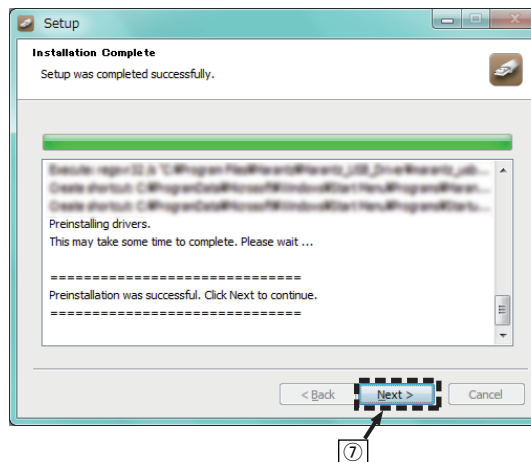 Setup
Installation Complete
Setup was completed successfully.
Preinstalling drivers.
This may take some time to complete. Please wait ...
===============================
Preinstallation was successful. Click Next to continue.
===============================
< Back
Next >
Cancel
⑦